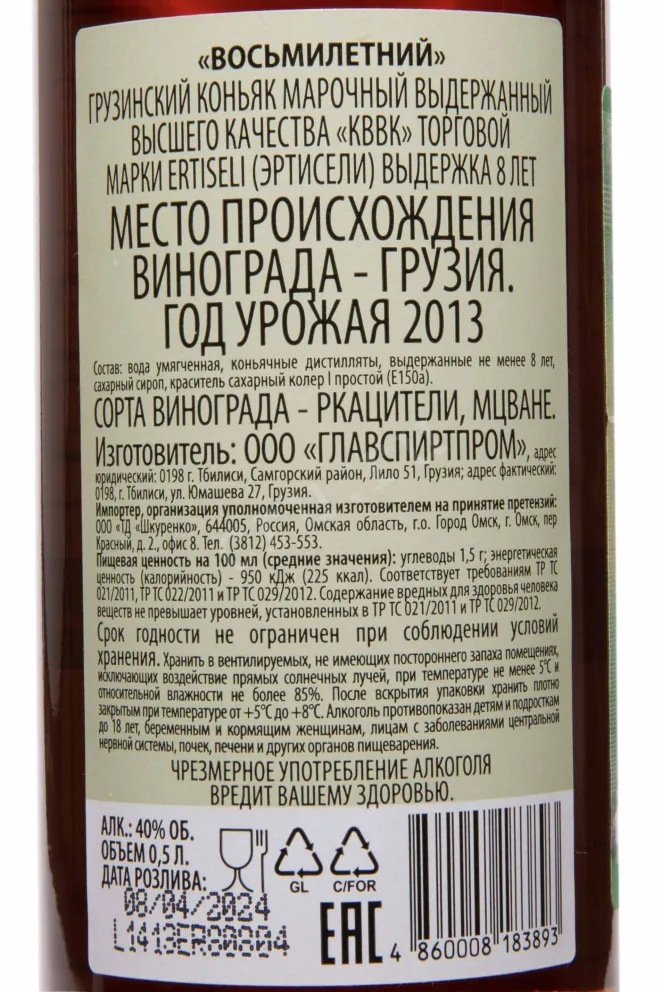 «ВОСЬМИЛЕТНИЙ»
ГРУЗИНСКИЙ КОНЬЯК МАРОЧНЫЙ ВЫДЕРЖАННЫЙ
ВЫСШЕГО КАЧЕСТВА «КВВК» ТОРГОВОЙ
МАРКИ ERTISELI (ЭРТИСЕЛИ) ВЫДЕРЖКА 8 ЛЕТ
МЕСТО ПРОИСХОЖДЕНИЯ
ВИНОГРАДА - ГРУЗИЯ.
ГОД УРОЖАЯ 2013
Состав: вода умягченная, коньячные дистилляты, выдержанные не менее 8 лет,
сахарный сироп, краситель сахарный колер I простой (Е150а).
СОРТА ВИНОГРАДА - РКАЦИТЕЛИ, МЦВАНЕ.
Изготовитель: ООО «ГЛАВСПИРТПРОМ», адрес
юридический: 0198 г. Тбилиси, Самгорский район, Лило 51, Грузия; адрес фактический:
0198, г. Тбилиси, ул. Юмашева 27, Грузия.
Импортер, организация уполномоченная изготовителем на принятие претензий:
ООО «ТД «Шкуренко», 644005, Россия, Омская область, г.о. Город Омск, г. Омск, пер
Красный, д. 2., офис 8. Тел. (3812) 453-553.
Пищевая ценность на 100 мл (средние значения): углеводы 1,5 г; энергетическая
ценность (калорийность) - 950 кДж (225 ккал). Соответствует требованиям ТР ТС
021/2011, ТР ТС 022/2011 и ТР ТС 029/2012. Содержание вредных для здоровья человека
веществ не превышает уровней, установленных в ТР ТС 021/2011 и ТР ТС 029/2012.
Срок годности не ограничен при соблюдении условий
хранения. Хранить в вентилируемых, не имеющих постороннего запаха помещениях,
исключающих воздействие прямых солнечных лучей, при температуре не менее 5°С и
относительной влажности не более 85%. После вскрытия упаковки хранить плотно
закрытым при температуре от +5°С до +8°С. Алкоголь противопоказан детям и подросткам
до 18 лет, беременным и кормящим женщинам, лицам с заболеваниями центральной
нервной системы, почек, печени и других органов пищеварения.
ЧРЕЗМЕРНОЕ УПОТРЕБЛЕНИЕ АЛКОГОЛЯ
ВРЕДИТ ВАШЕМУ ЗДОРОВЬЮ.
АЛК.: 40% ОБ.
ОБЪЕМ 0,5 Л.
ДАТА РОЗЛИВА:
08/04/2024
L1413ER80804
GL
C/FOR
EAC
4 860008 183893